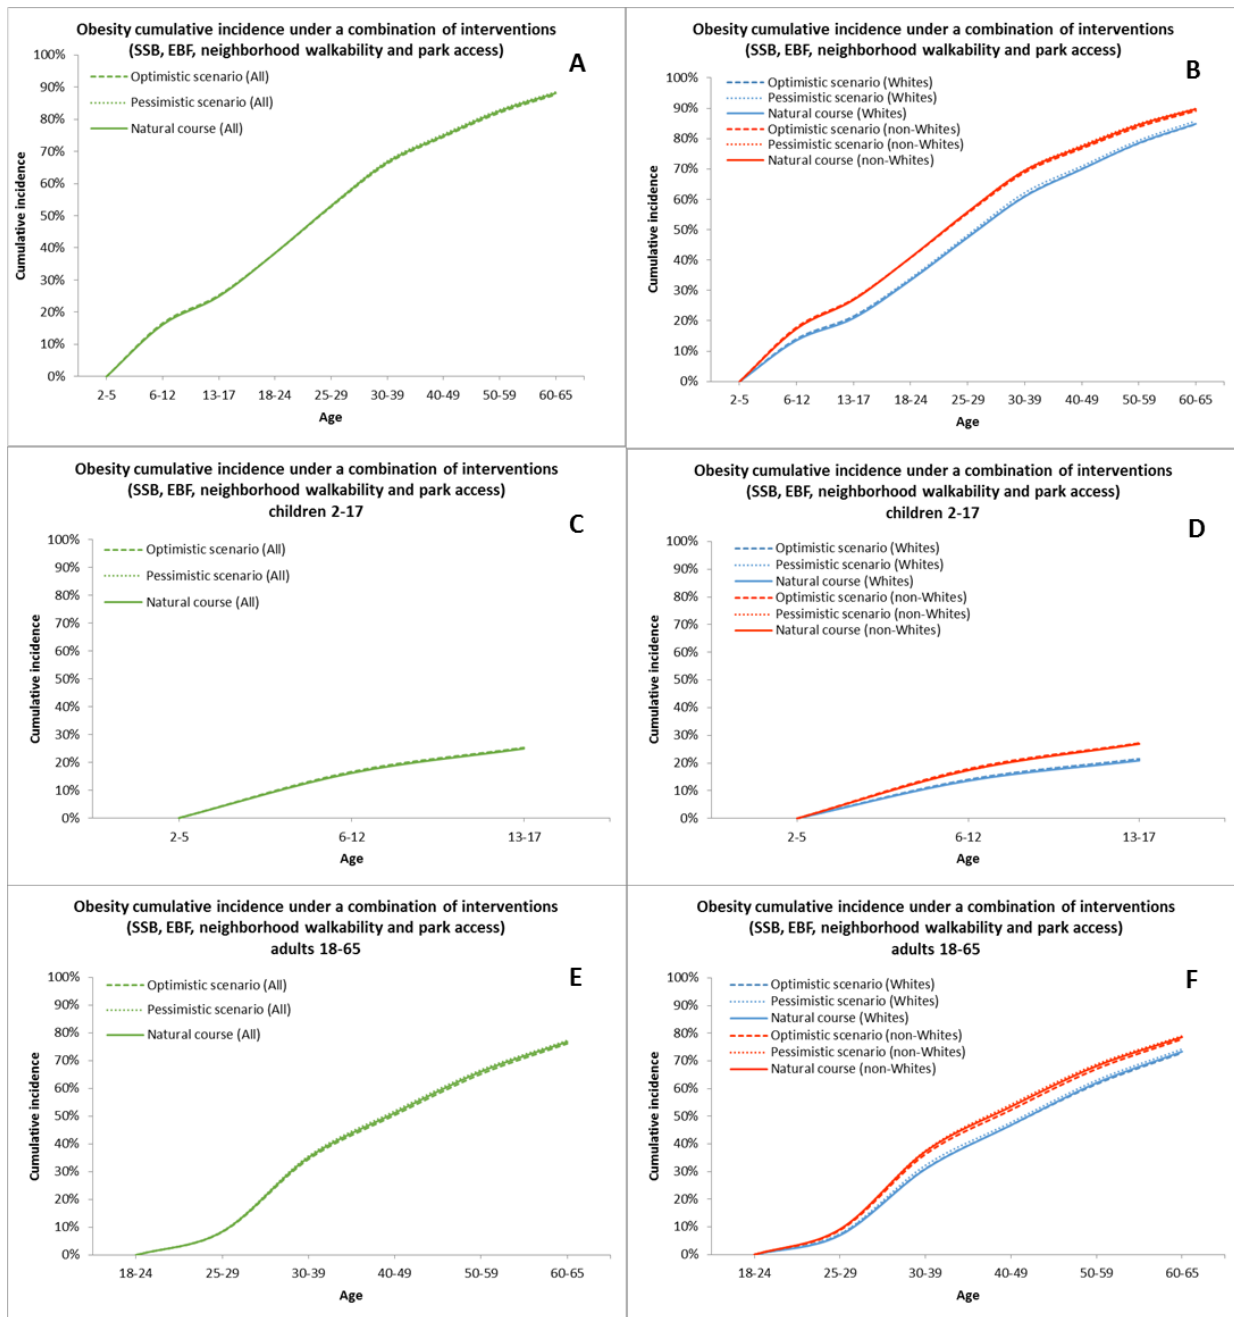 Obesity cumulative incidence under a combination of interventions
(SSB, EBF, neighborhood walkability and park access)
A
Optimistic scenario (All)
Pessimistic scenario (All)
Natural course (All)
Cumulative incidence
100%
90%
80%
70%
60%
50%
40%
30%
20%
10%
0%
2-5 6-12 13-17 18-24 25-29 30-39 40-49 50-59 60-65
Age
Obesity cumulative incidence under a combination of interventions
(SSB, EBF, neighborhood walkability and park access)
B
Optimistic scenario (Whites)
Pessimistic scenario (Whites)
Natural course (Whites)
Optimistic scenario (non-Whites)
Pessimistic scenario (non-Whites)
Natural course (non-Whites)
Cumulative incidence
100%
90%
80%
70%
60%
50%
40%
30%
20%
10%
0%
2-5 6-12 13-17 18-24 25-29 30-39 40-49 50-59 60-65
Age
Obesity cumulative incidence under a combination of interventions
(SSB, EBF, neighborhood walkability and park access)
children 2-17
C
Optimistic scenario (All)
Pessimistic scenario (All)
Natural course (All)
Cumulative incidence
100%
90%
80%
70%
60%
50%
40%
30%
20%
10%
0%
2-5 6-12 13-17
Age
Obesity cumulative incidence under a combination of interventions
(SSB, EBF, neighborhood walkability and park access)
children 2-17
D
Optimistic scenario (Whites)
Pessimistic scenario (Whites)
Natural course (Whites)
Optimistic scenario (non-Whites)
Pessimistic scenario (non-Whites)
Natural course (non-Whites)
Cumulative incidence
100%
90%
80%
70%
60%
50%
40%
30%
20%
10%
0%
2-5 6-12 13-17
Age
Obesity cumulative incidence under a combination of interventions
(SSB, EBF, neighborhood walkability and park access)
adults 18-65
E
Optimistic scenario (All)
Pessimistic scenario (All)
Natural course (All)
Cumulative incidence
100%
90%
80%
70%
60%
50%
40%
30%
20%
10%
0%
18-24 25-29 30-39 40-49 50-59 60-65
Age
Obesity cumulative incidence under a combination of interventions
(SSB, EBF, neighborhood walkability and park access)
adults 18-65
F
Optimistic scenario (Whites)
Pessimistic scenario (Whites)
Natural course (Whites)
Optimistic scenario (non-Whites)
Pessimistic scenario (non-Whites)
Natural course (non-Whites)
Cumulative incidence
100%
90%
80%
70%
60%
50%
40%
30%
20%
10%
0%
18-24 25-29 30-39 40-49 50-59 60-65
Age